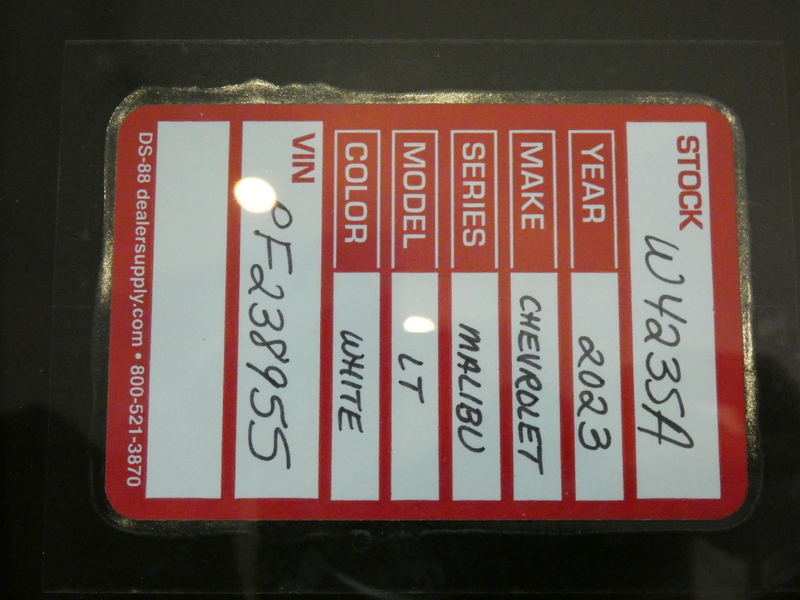 STOCK
W4235A
YEAR 2023
MAKE CHEVROLET
SERIES MALIBU
MODEL LT
COLOR WHITE
VIN
PF238955
DS-88 dealersupply.com • 800-521-3870